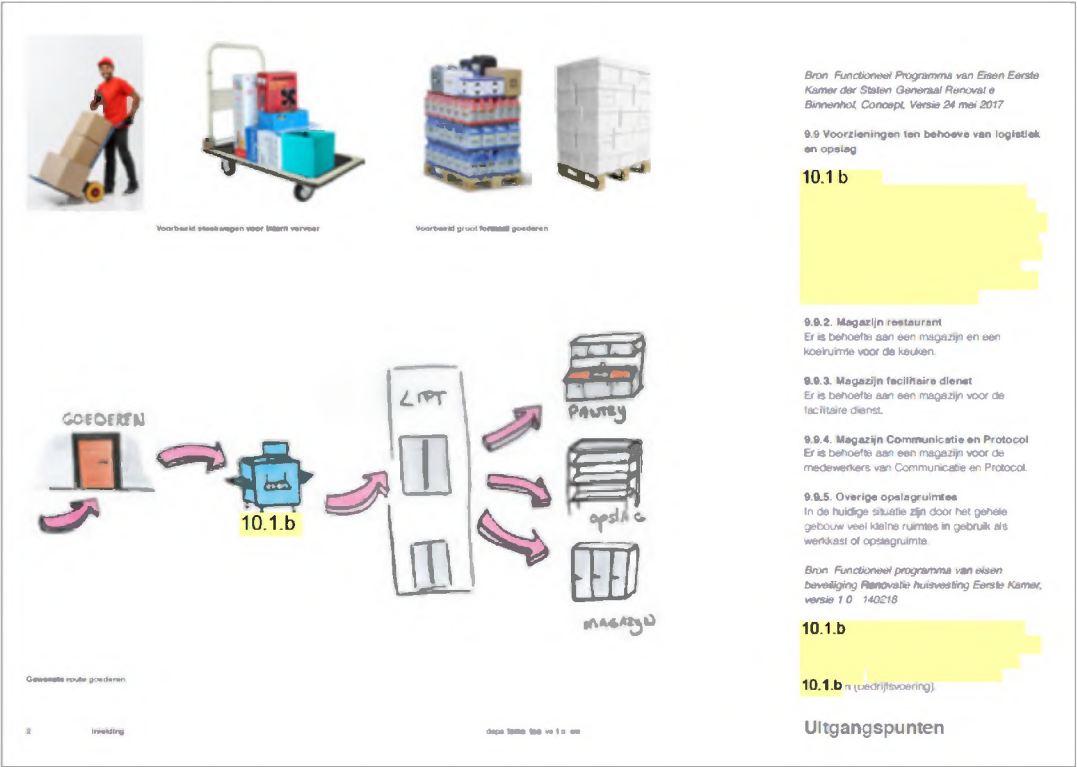 Voorbeeld steekwagen voor intern vervoer
Voorbeeld groot formaat goederen
GOEDEREN
10.1.b
LIFT
PANTRY
OPSLAG
MAGAZIJN
Gewenste route goederen
2
Inleiding
Bron Functioneel Programma van Eisen Eerste
Kamer der Staten Generaal Renovat e
Binnenhof, Concept, Versie 24 mei 2017
9.9 Voorzieningen ten behoeve van logistiek
en opslag
10.1 b
9.9.2. Magazijn restaurant
Er is behoefte aan een magazijn en een
koelruimte voor de keuken.
9.9.3. Magazijn facilitaire dienst
Er is behoefte aan een magazijn voor de
facilitaire dienst.
9.9.4. Magazijn Communicatie en Protocol
Er is behoefte aan een magazijn voor de
medewerkers van Communicatie en Protocol.
9.9.5. Overige opslagruimtes
In de huidige situatie zijn door het gehele
gebouw veel kleine ruimtes in gebruik als
werkkast of opslagruimte.
Bron Functioneel programma van eisen
beveiliging Renovatie huisvesting Eerste Kamer,
versie 1 0 140218
10.1.b
10.1.b n (bedrijfsvoering).
Uitgangspunten